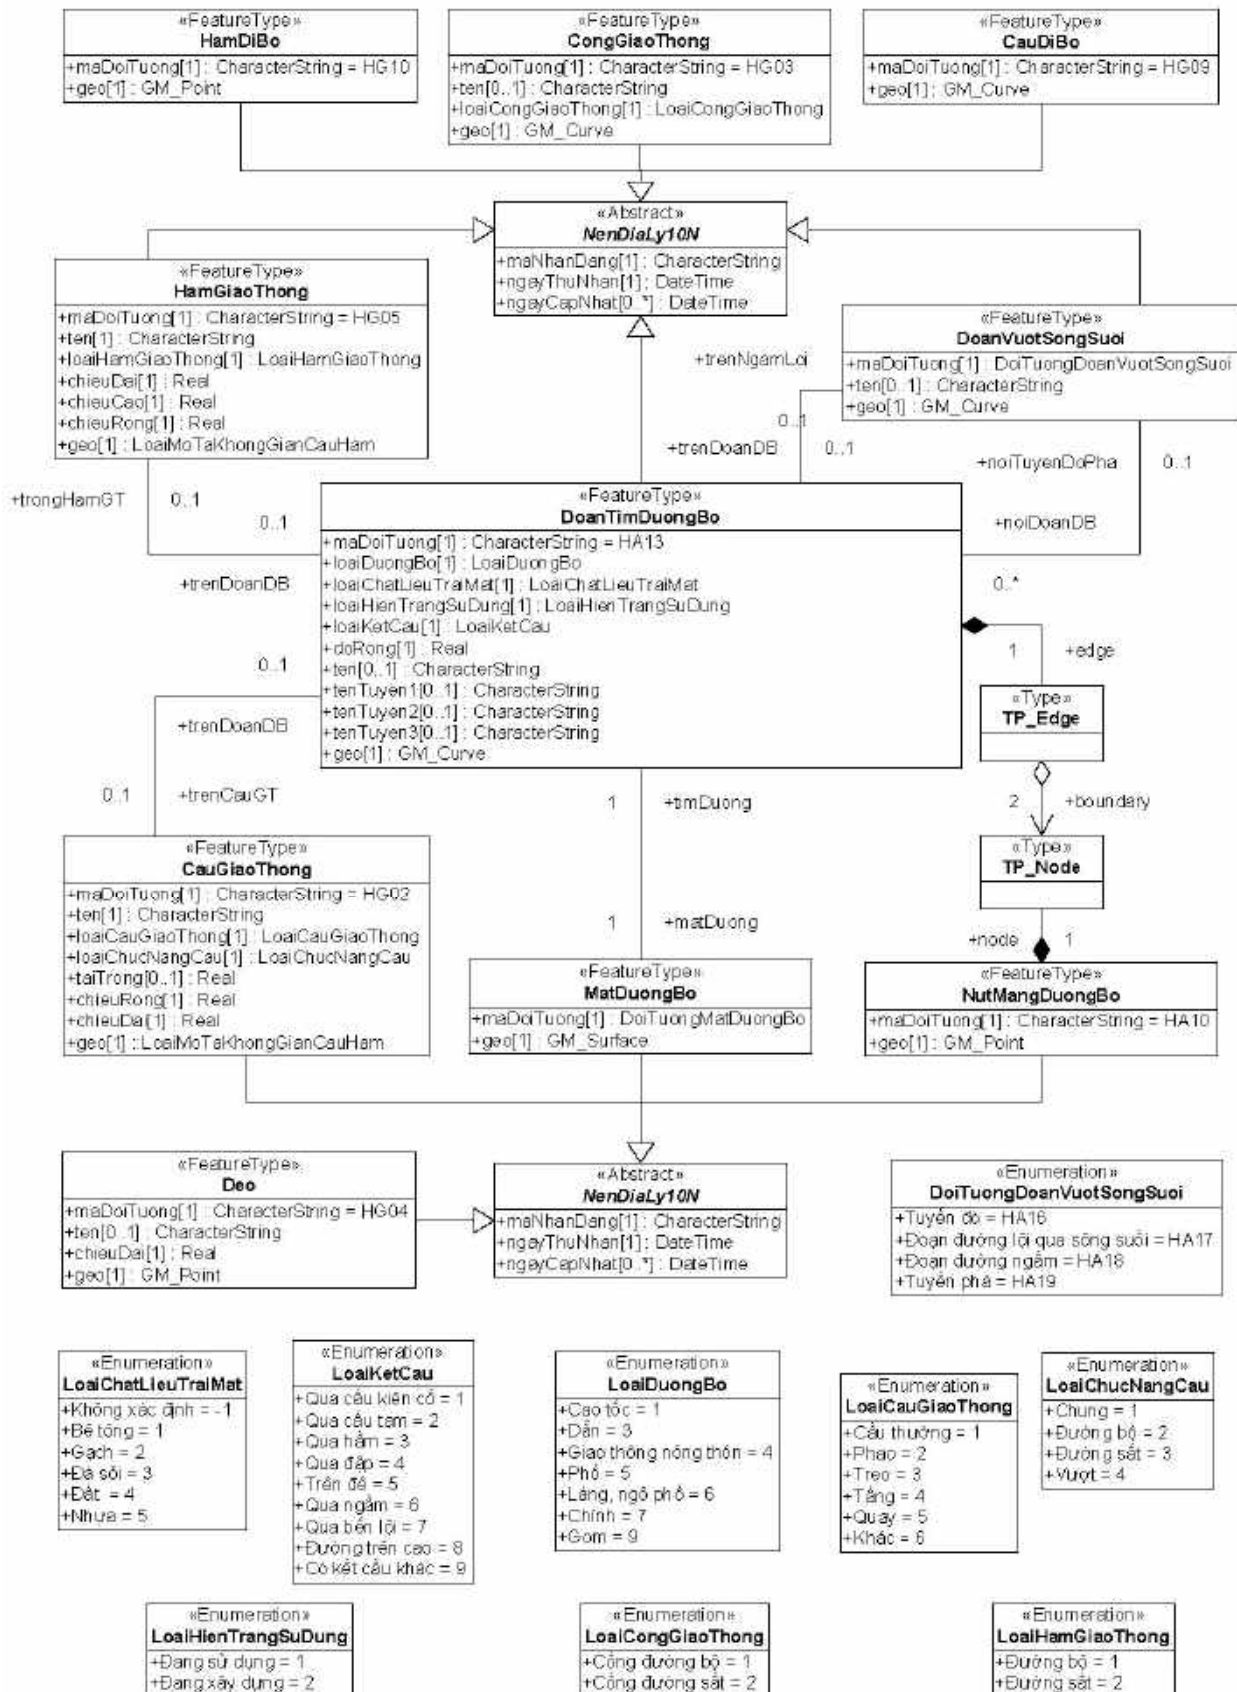 «FeatureType»
HamDiBo
+maDoiTuong[1] : CharacterString = HG10
+geo[1] : GM_Point
«FeatureType»
CongGiaoThong
+maDoiTuong[1] : CharacterString = HG03
+ten[0..1] : CharacterString
+loaiCongGiaoThong[1] : LoaiCongGiaoThong
+geo[1] : GM_Curve
«FeatureType»
CauDiBo
+maDoiTuong[1] : CharacterString = HG09
+geo[1] : GM_Curve
«Abstract»
NenDiaLy10N
+maNhanDang[1] : CharacterString
+ngayThuNhan[1] : DateTime
+ngayCapNhat[0..*] : DateTime
«FeatureType»
HamGiaoThong
+maDoiTuong[1] : CharacterString = HG05
+ten[1] : CharacterString
+loaiHamGiaoThong[1] : LoaiHamGiaoThong
+chieuDai[1] : Real
+chieuCao[1] : Real
+chieuRong[1] : Real
+geo[1] : LoaiMoTaKhongGianCauHam
«FeatureType»
DoanVuotSongSuoi
+maDoiTuong[1] : DoiTuongDoanVuotSongSuoi
+ten[0..1] : CharacterString
+geo[1] : GM_Curve
+trenNgamLoi
0..1
+trenDoanDB
0..1
+noiTuyenDoPha
0..1
+noiDoanDB
0..*
+trongHamGT
0..1
0..1
+trenDoanDB
«FeatureType»
DoanTimDuongBo
+maDoiTuong[1] : CharacterString = HA13
+loaiDuongBo[1] : LoaiDuongBo
+loaiChatLieuTraiMat[1] : LoaiChatLieuTraiMat
+loaiHienTrangSuDung[1] : LoaiHienTrangSuDung
+loaiKetCau[1] : LoaiKetCau
+doRong[1] : Real
+ten[0..1] : CharacterString
+tenTuyen1[0..1] : CharacterString
+tenTuyen2[0..1] : CharacterString
+tenTuyen3[0..1] : CharacterString
+geo[1] : GM_Curve
0..1
+trenDoanDB
0..1
+trenCauGT
1
+edge
«Type»
TP_Edge
2
+boundary
«Type»
TP_Node
+node
1
1
+timDuong
1
+matDuong
«FeatureType»
CauGiaoThong
+maDoiTuong[1] : CharacterString = HG02
+ten[1] : CharacterString
+loaiCauGiaoThong[1] : LoaiCauGiaoThong
+loaiChucNangCau[1] : LoaiChucNangCau
+taiTrong[0..1] : Real
+chieuRong[1] : Real
+chieuDai[1] : Real
+geo[1] : LoaiMoTaKhongGianCauHam
«FeatureType»
MatDuongBo
+maDoiTuong[1] : DoiTuongMatDuongBo
+geo[1] : GM_Surface
«FeatureType»
NutMangDuongBo
+maDoiTuong[1] : CharacterString = HA10
+geo[1] : GM_Point
«FeatureType»
Deo
+maDoiTuong[1] : CharacterString = HG04
+ten[0..1] : CharacterString
+chieuDai[1] : Real
+geo[1] : GM_Point
«Abstract»
NenDiaLy10N
+maNhanDang[1] : CharacterString
+ngayThuNhan[1] : DateTime
+ngayCapNhat[0..*] : DateTime
«Enumeration»
DoiTuongDoanVuotSongSuoi
+Tuyến đò = HA16
+Đoạn đường lội qua sông suối = HA17
+Đoạn đường ngầm = HA18
+Tuyến phà = HA19
«Enumeration»
LoaiChatLieuTraiMat
+Không xác định = -1
+Bê tông = 1
+Gạch = 2
+Đá sỏi = 3
+Đất = 4
+Nhựa = 5
«Enumeration»
LoaiKetCau
+Qua cầu kiên cố = 1
+Qua cầu tạm = 2
+Qua hầm = 3
+Qua đập = 4
+Trên đê = 5
+Qua ngầm = 6
+Qua bến lội = 7
+Đường trên cao = 8
+Có kết cấu khác = 9
«Enumeration»
LoaiDuongBo
+Cao tốc = 1
+Dẫn = 3
+Giao thông nông thôn = 4
+Phố = 5
+Làng, ngõ phố = 6
+Chính = 7
+Gom = 9
«Enumeration»
LoaiCauGiaoThong
+Cầu thường = 1
+Phao = 2
+Treo = 3
+Tầng = 4
+Quay = 5
+Khác = 6
«Enumeration»
LoaiChucNangCau
+Chung = 1
+Đường bộ = 2
+Đường sắt = 3
+Vượt = 4
«Enumeration»
LoaiHienTrangSuDung
+Đang sử dụng = 1
+Đang xây dựng = 2
«Enumeration»
LoaiCongGiaoThong
+Cống đường bộ = 1
+Cống đường sắt = 2
«Enumeration»
LoaiHamGiaoThong
+Đường bộ = 1
+Đường sắt = 2